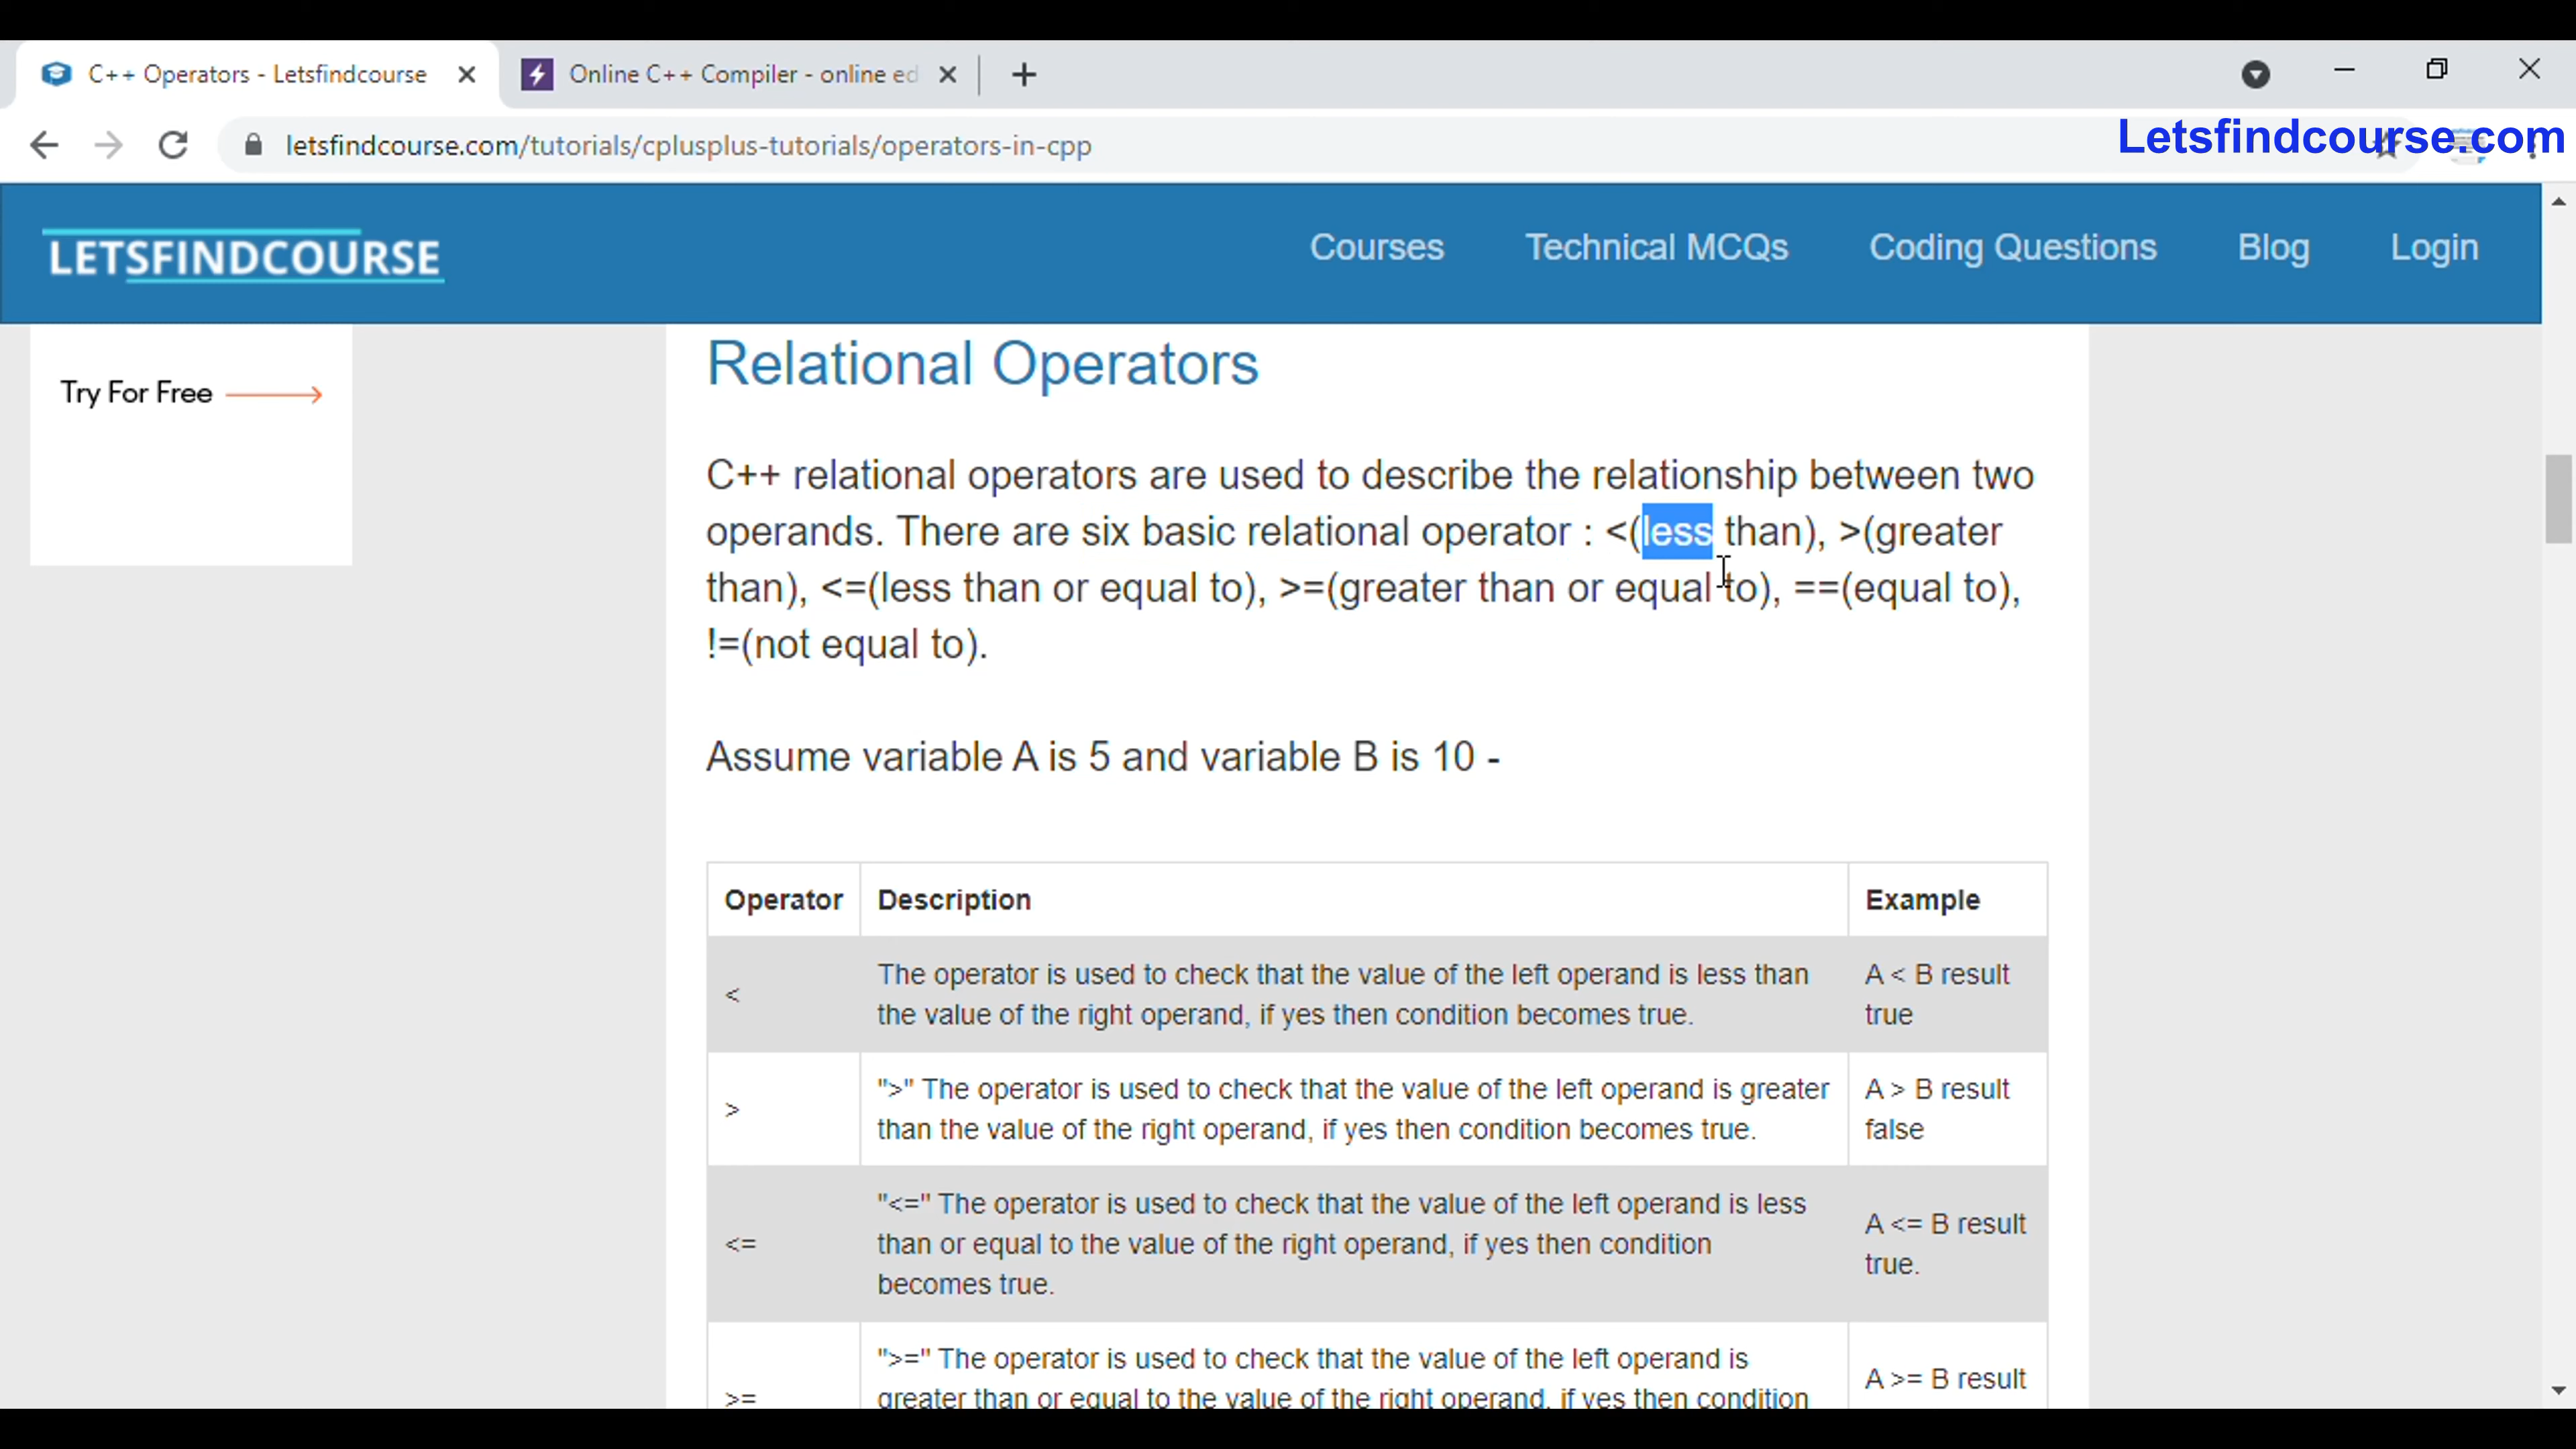 C++ Operators - Letsfindcourse
Online C++ Compiler - online ed
letsfindcourse.com/tutorials/cplusplus-tutorials/operators-in-cpp
Letsfindcourse.com
LETSFINDCOURSE
Courses
Technical MCQs
Coding Questions
Blog
Login
Try For Free
Relational Operators
C++ relational operators are used to describe the relationship between two
operands. There are six basic relational operator : <(less than), >(greater
than), <=(less than or equal to), >=(greater than or equal to), ==(equal to),
!=(not equal to).
Assume variable A is 5 and variable B is 10 -
Operator
Description
Example
<
The operator is used to check that the value of the left operand is less than
the value of the right operand, if yes then condition becomes true.
A < B result
true
>
">" The operator is used to check that the value of the left operand is greater
than the value of the right operand, if yes then condition becomes true.
A > B result
false
<=
"<=" The operator is used to check that the value of the left operand is less
than or equal to the value of the right operand, if yes then condition
becomes true.
A <= B result
true.
>=
">=" The operator is used to check that the value of the left operand is
greater than or equal to the value of the right operand, if yes then condition
A >= B result